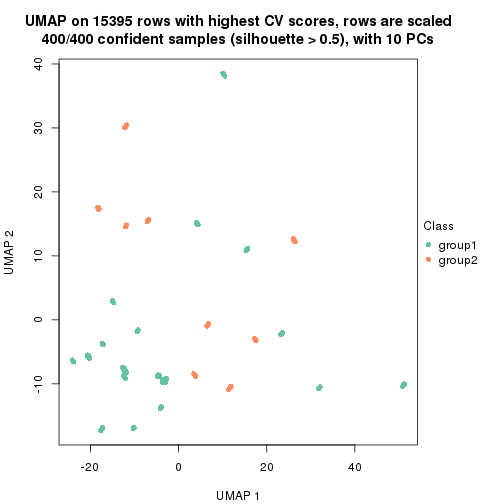 UMAP on 15395 rows with highest CV scores, rows are scaled
400/400 confident samples (silhouette > 0.5), with 10 PCs
40
30
20
10
0
-10
UMAP 2
-20
0
20
40
UMAP 1
Class
group1
group2